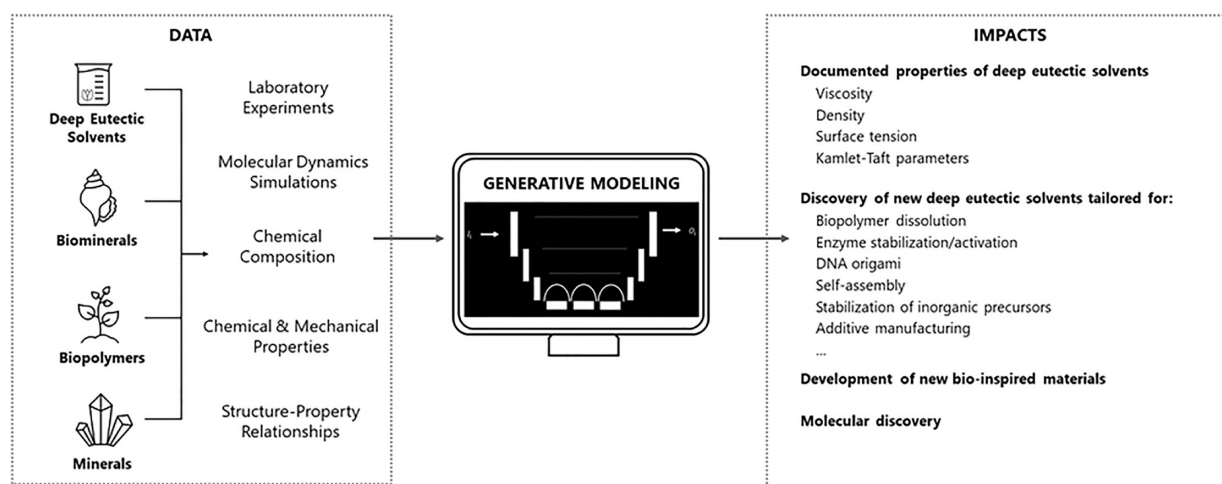 DATA
Deep Eutectic
Solvents
Biominerals
Biopolymers
Minerals
Laboratory
Experiments
Molecular Dynamics
Simulations
Chemical
Composition
Chemical & Mechanical
Properties
Structure-Property
Relationships
GENERATIVE MODELING
IMPACTS
Documented properties of deep eutectic solvents
Viscosity
Density
Surface tension
Kamlet-Taft parameters
Discovery of new deep eutectic solvents tailored for:
Biopolymer dissolution
Enzyme stabilization/activation
DNA origami
Self-assembly
Stabilization of inorganic precursors
Additive manufacturing
...
Development of new bio-inspired materials
Molecular discovery